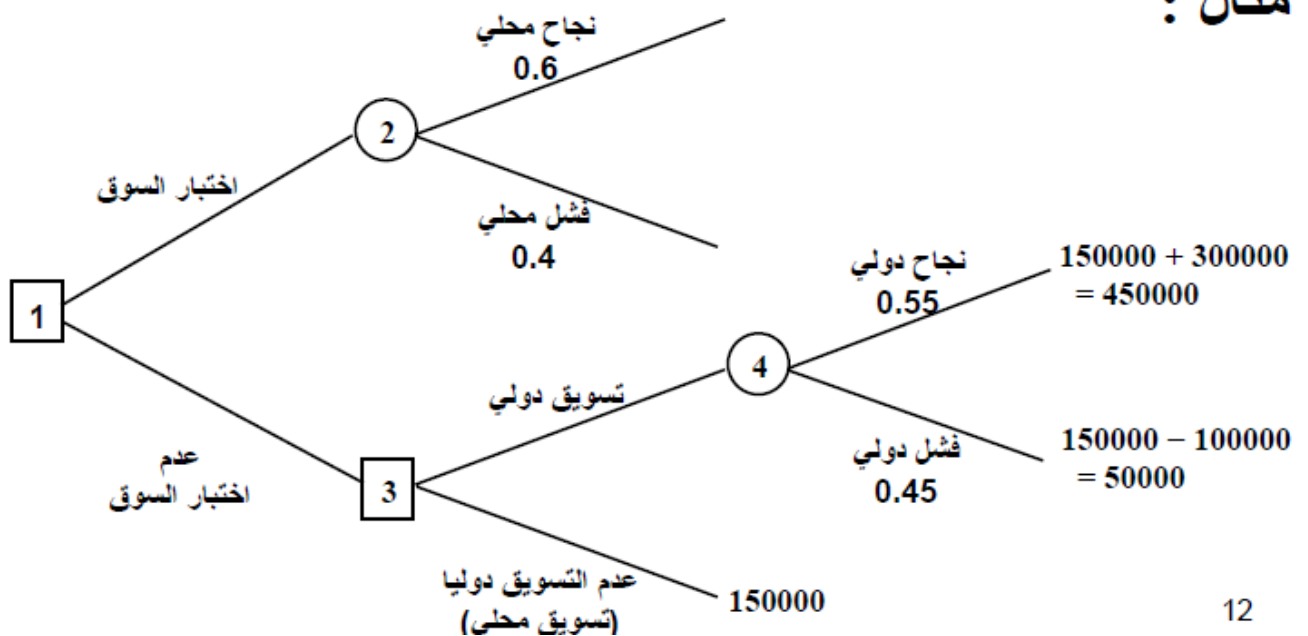 مثال :
نجاح محلي
0.6
2
اختبار السوق
فشل محلي
0.4
1
نجاح دولي
0.55
150000 + 300000
= 450000
4
تسويق دولي
فشل دولي
0.45
150000 – 100000
= 50000
عدم
اختبار السوق
3
عدم التسويق دوليا
(تسويق محلي)
150000
12